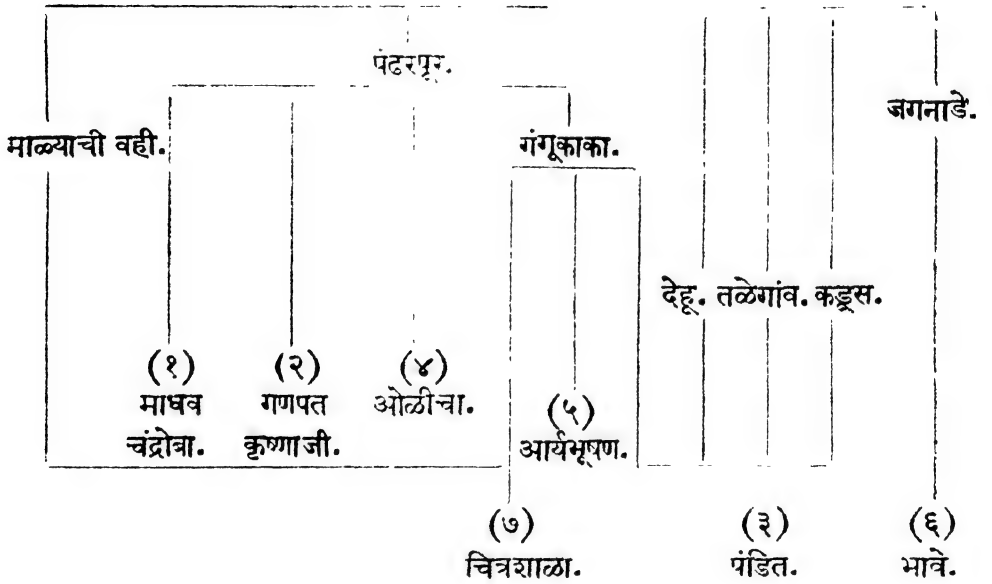 पंढरपूर.
जगनाडे.
माळ्याची वही.
गंगूकाका.
देहू. तळेगांव. कडूस.
(१) (२) (४)
माधव गणपत ओळीचा. (५)
चंद्रोबा. कृष्णाजी. आर्यभूषण.
(७) (३) (६)
चित्रशाळा. पंडित. भावे.